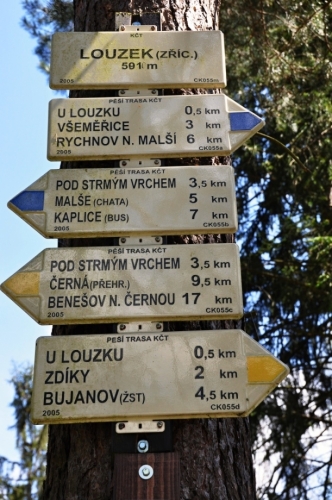 KČT
LOUZEK (ZŘÍC.)
591 m
2005 CK055m
PĚŠÍ TRASA KČT
U LOUZKU 0,5 km
VŠEMĚŘICE 3 km
RYCHNOV N. MALŠÍ 6 km
2005 CK055a
PĚŠÍ TRASA KČT
POD STRMÝM VRCHEM 3,5 km
MALŠE (CHATA) 5 km
KAPLICE (BUS) 7 km
2005 CK055b
PĚŠÍ TRASA KČT
POD STRMÝM VRCHEM 3,5 km
ČERNÁ (PŘEHR.) 9,5 km
BENEŠOV N. ČERNOU 17 km
2005 CK055c
PĚŠÍ TRASA KČT
U LOUZKU 0,5 km
ZDÍKY 2 km
BUJANOV (ŽST) 4,5 km
2005 CK055d